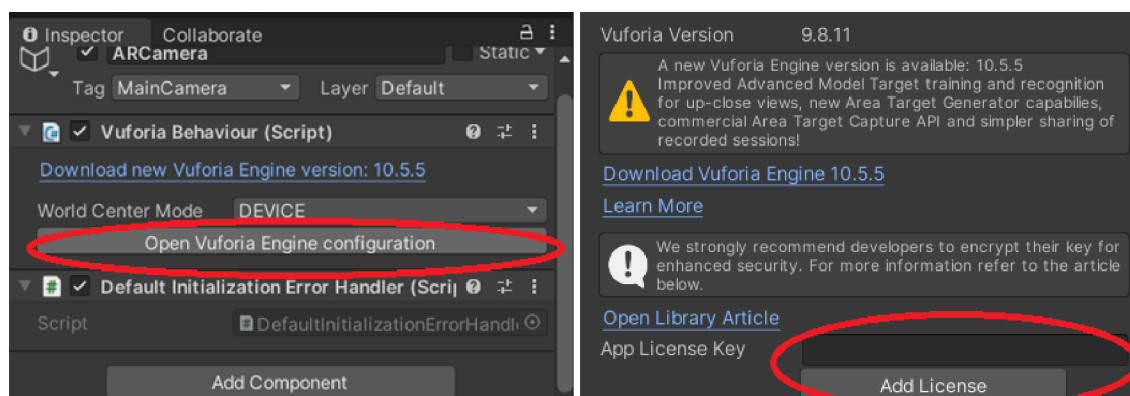 Inspector Collaborate
ARCamera Static
Tag MainCamera Layer Default
Vuforia Behaviour (Script)
Download new Vuforia Engine version: 10.5.5
World Center Mode DEVICE
Open Vuforia Engine configuration
Default Initialization Error Handler (Scrip
Script DefaultInitializationErrorHandl
Add Component
Vuforia Version 9.8.11
A new Vuforia Engine version is available: 10.5.5
Improved Advanced Model Target training and recognition
for up-close views, new Area Target Generator capabilies,
commercial Area Target Capture API and simpler sharing of
recorded sessions!
Download Vuforia Engine 10.5.5
Learn More
We strongly recommend developers to encrypt their key for
enhanced security. For more information refer to the article
below.
Open Library Article
App License Key
Add License